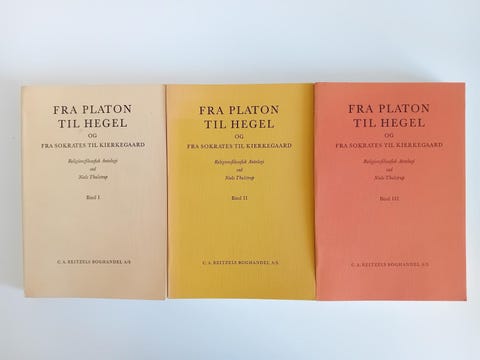 FRA PLATON
TIL HEGEL
OG
FRA SOKRATES TIL KIERKEGAARD
Religionsfilosofisk Antologi
ved
Niels Thulstrup
Bind I
C. A. REITZELS BOGHANDEL A/S
FRA PLATON
TIL HEGEL
OG
FRA SOKRATES TIL KIERKEGAARD
Religionsfilosofisk Antologi
ved
Niels Thulstrup
Bind II
C. A. REITZELS BOGHANDEL A/S
FRA PLATON
TIL HEGEL
OG
FRA SOKRATES TIL KIERKEGAARD
Religionsfilosofisk Antologi
ved
Niels Thulstrup
Bind III
C. A. REITZELS BOGHANDEL A/S